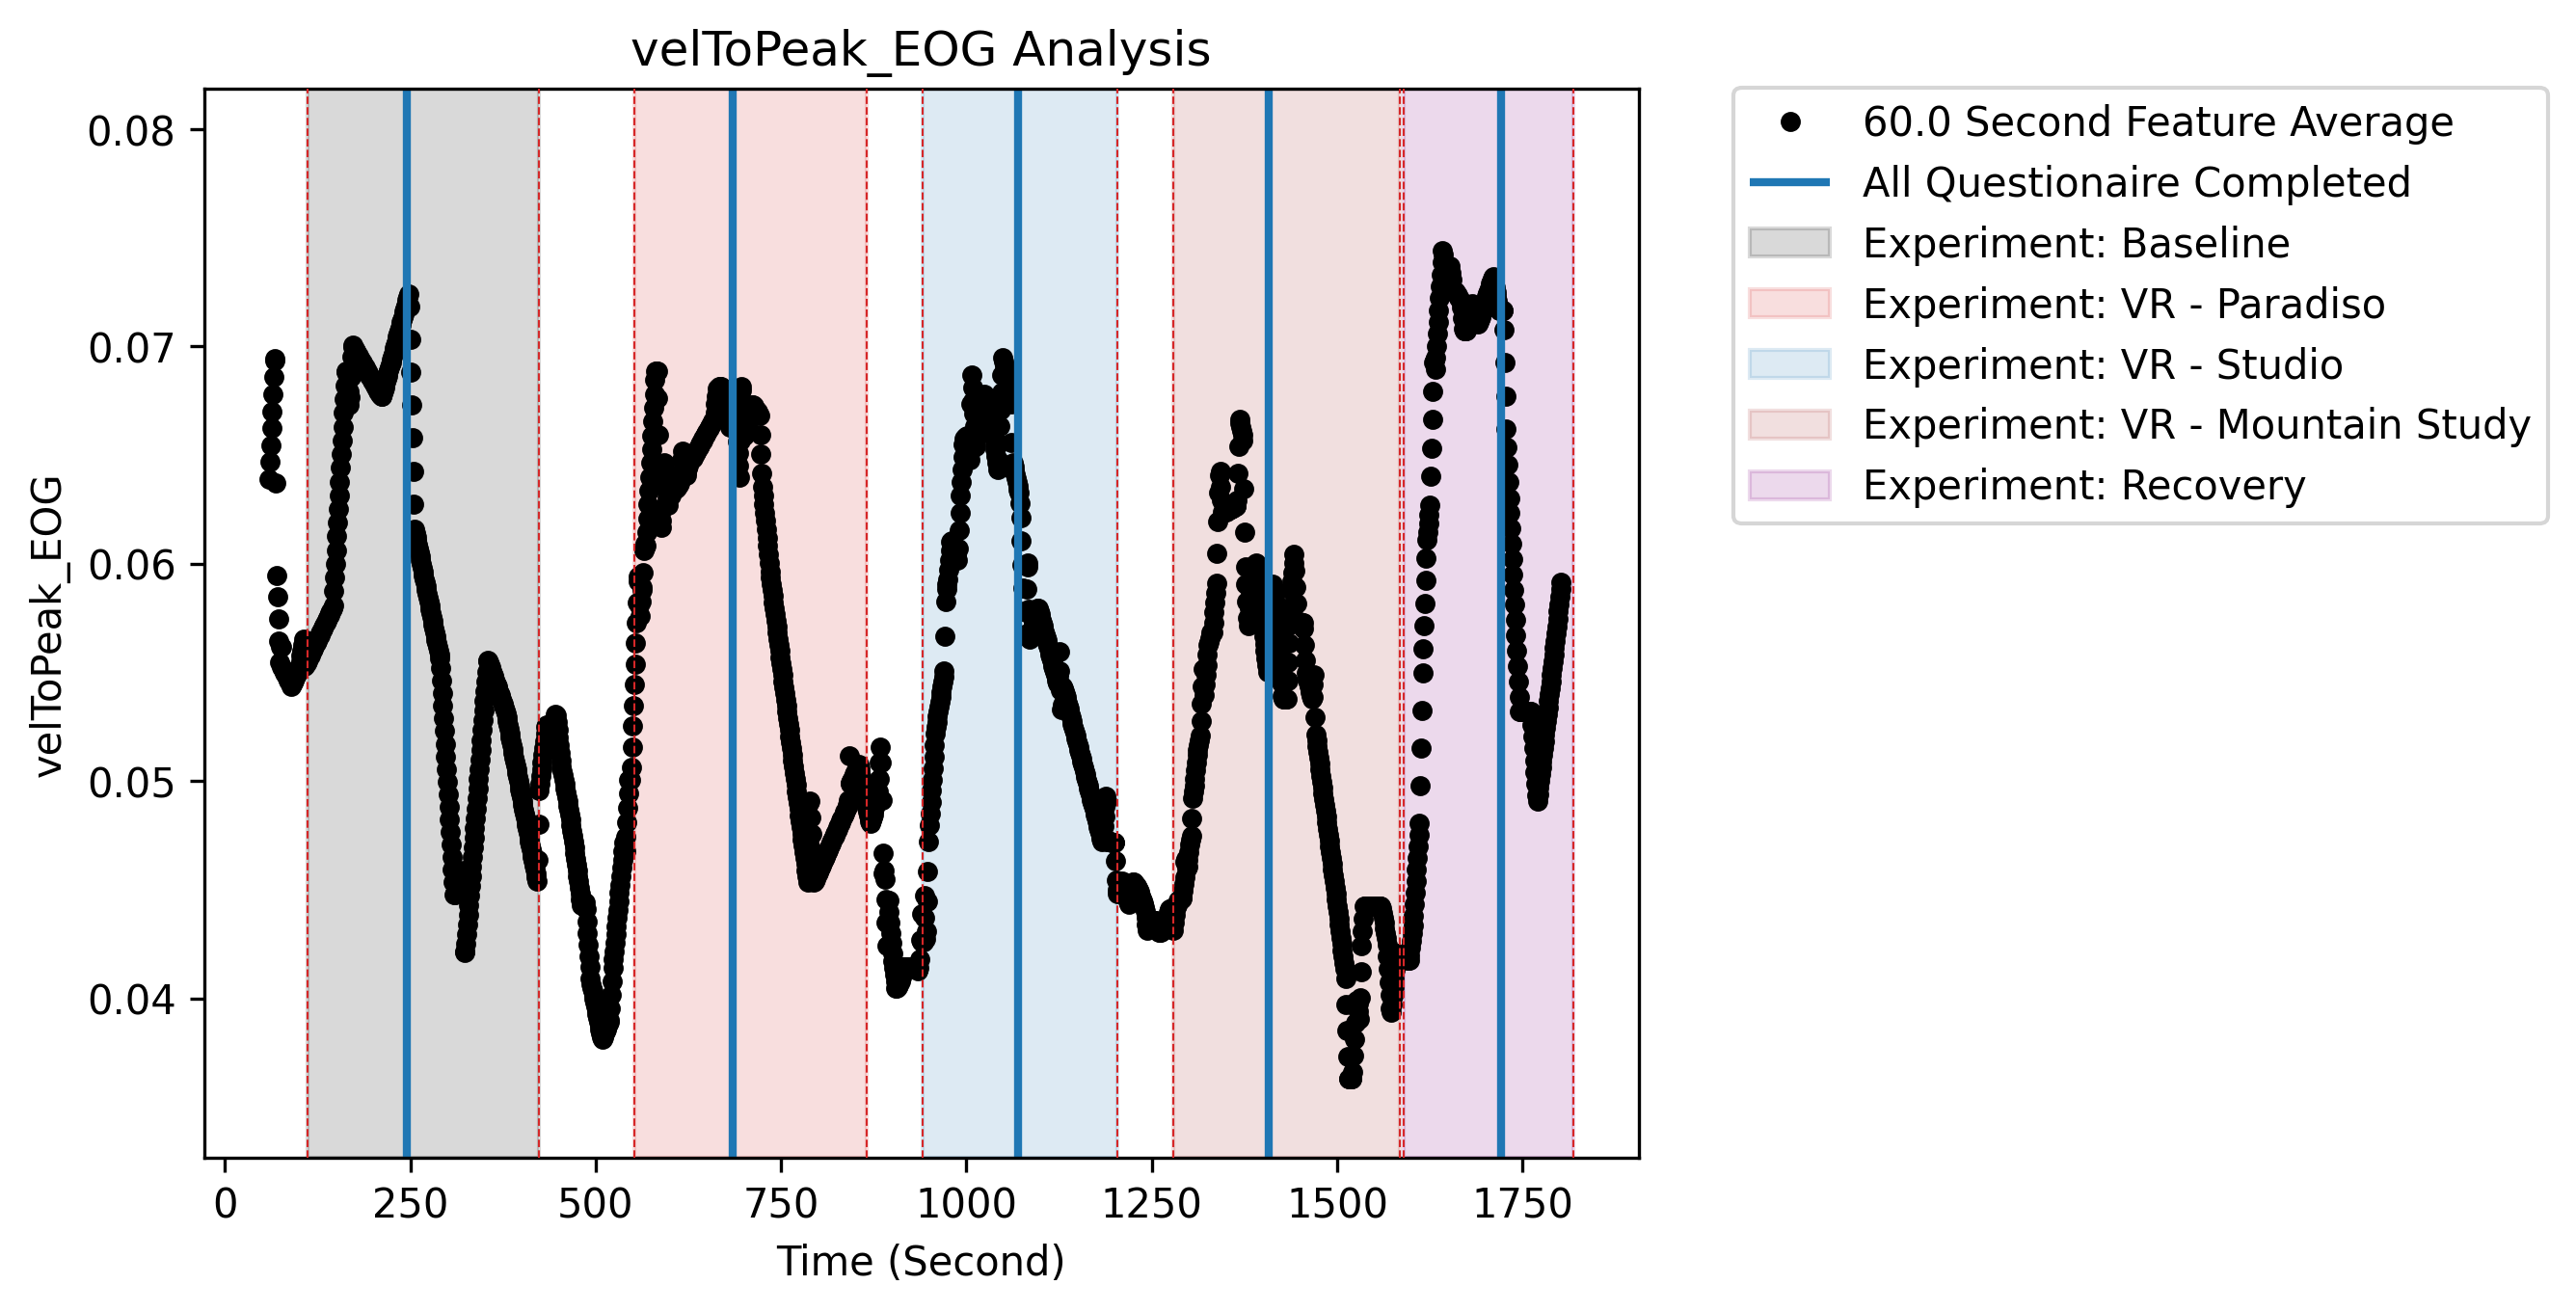 velToPeak_EOG Analysis
0.08
0.07
0.06
0.05
0.04
velToPeak_EOG
0 250 500 750 1000 1250 1500 1750
Time (Second)
60.0 Second Feature Average
All Questionaire Completed
Experiment: Baseline
Experiment: VR - Paradiso
Experiment: VR - Studio
Experiment: VR - Mountain Study
Experiment: Recovery